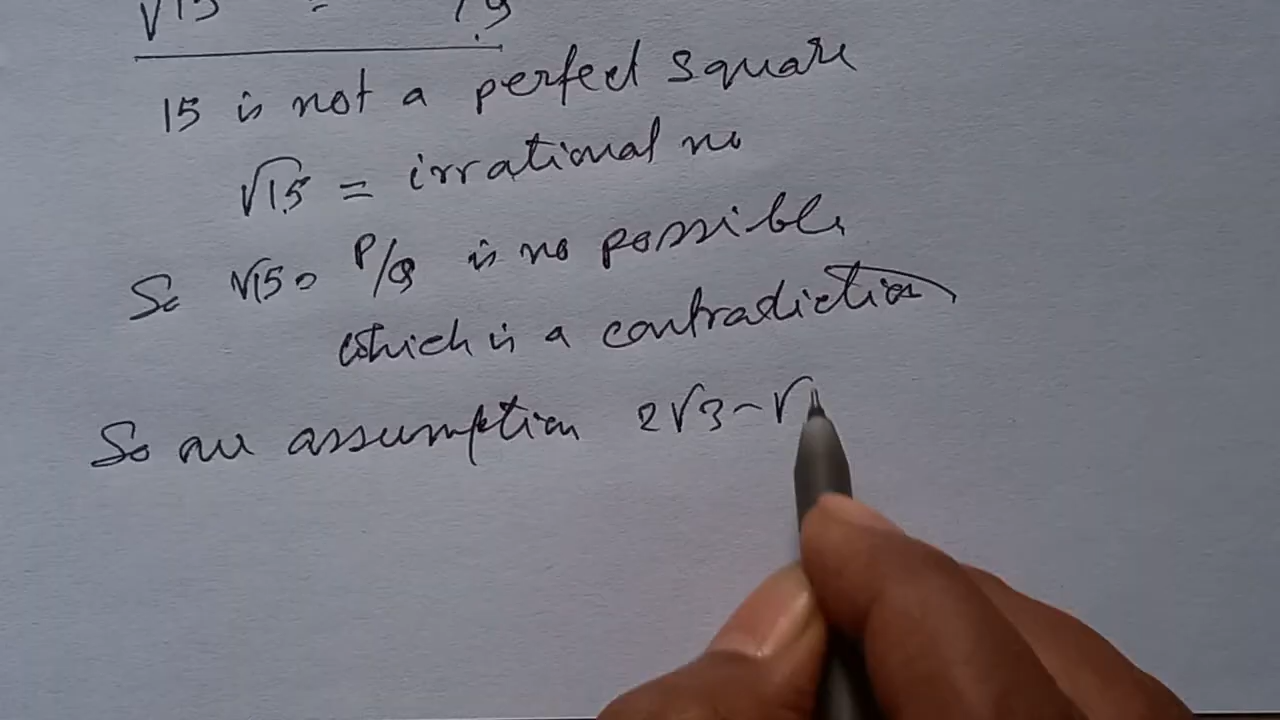 √15 =
15 is not a perfect square
√15 = irrational no
So √15 = P/Q is no possible
which is a contradiction
So our assumption 2√3-√